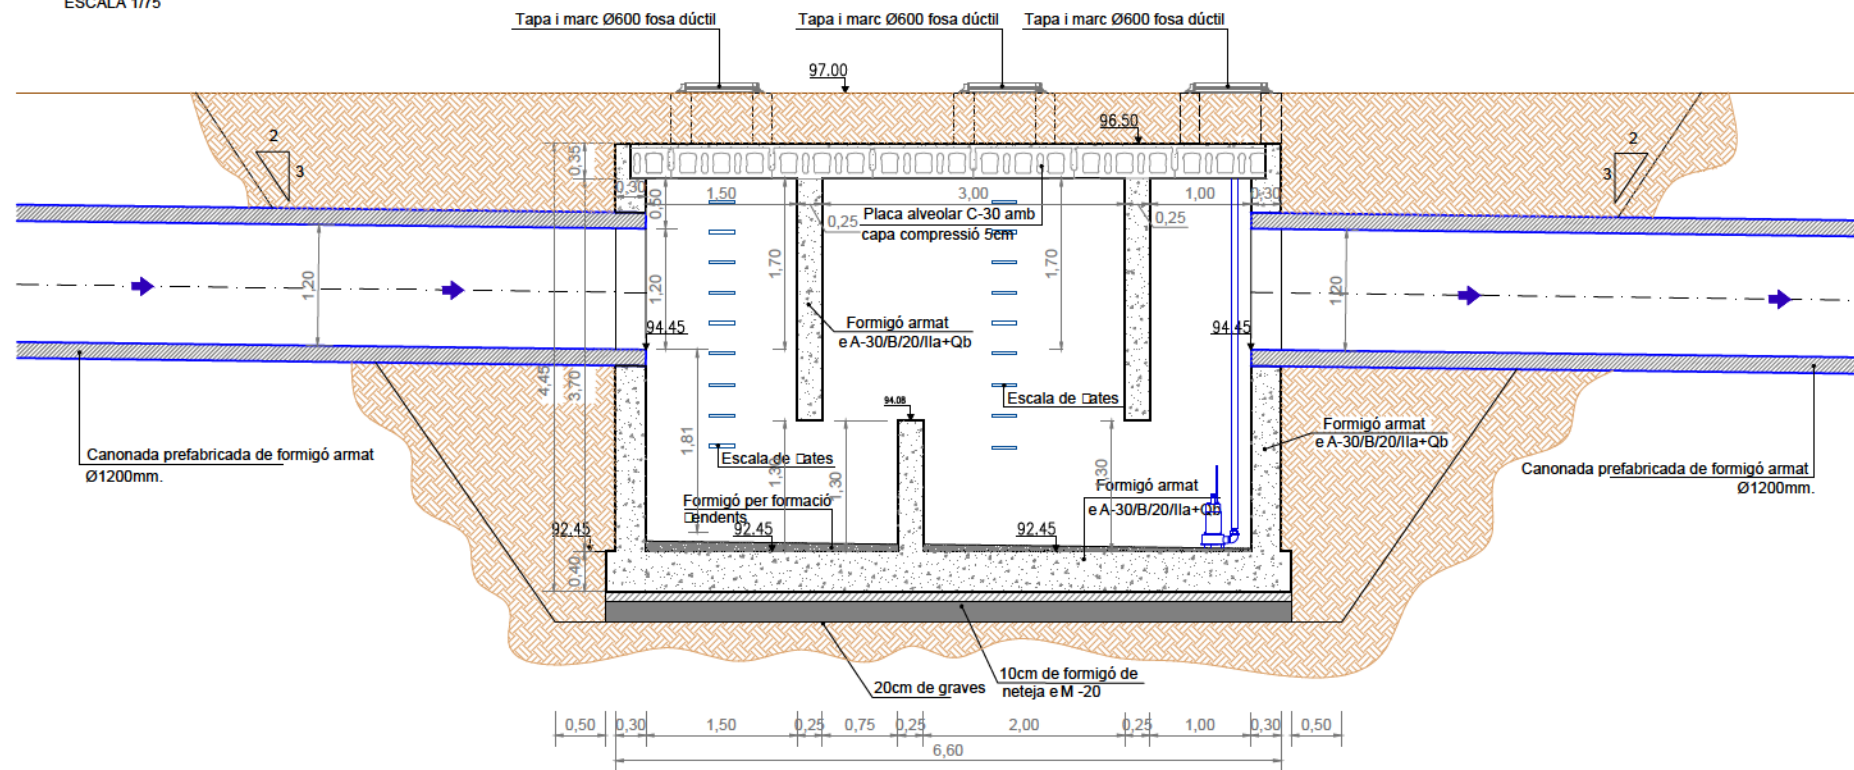 ESCALA 1/75
Tapa i marc Ø600 fosa dúctil
Tapa i marc Ø600 fosa dúctil
Tapa i marc Ø600 fosa dúctil
97.00
96.50
2
3
2
3
0,35
0,30
1,50
3,00
1,00
0,30
0,50
0,25
Placa alveolar C-30 amb
capa compressió 5cm
0,25
1,20
1,20
1,70
1,70
1,20
94.45
94.45
Formigó armat
e A-30/B/20/IIa+Qb
4,45
3,70
94.08
Escala de □ates
Formigó armat
e A-30/B/20/IIa+Qb
Canonada prefabricada de formigó armat
Ø1200mm.
1,81
Escala de □ates
1,30
1,30
1,30
Canonada prefabricada de formigó armat
Ø1200mm.
Formigó per formació
□endents
Formigó armat
e A-30/B/20/IIa+Qb
92.45
92.45
92.45
0,40
20cm de graves
10cm de formigó de
neteja e M -20
0,50
0,30
1,50
0,25
0,75
0,25
2,00
0,25
1,00
0,30
0,50
6,60